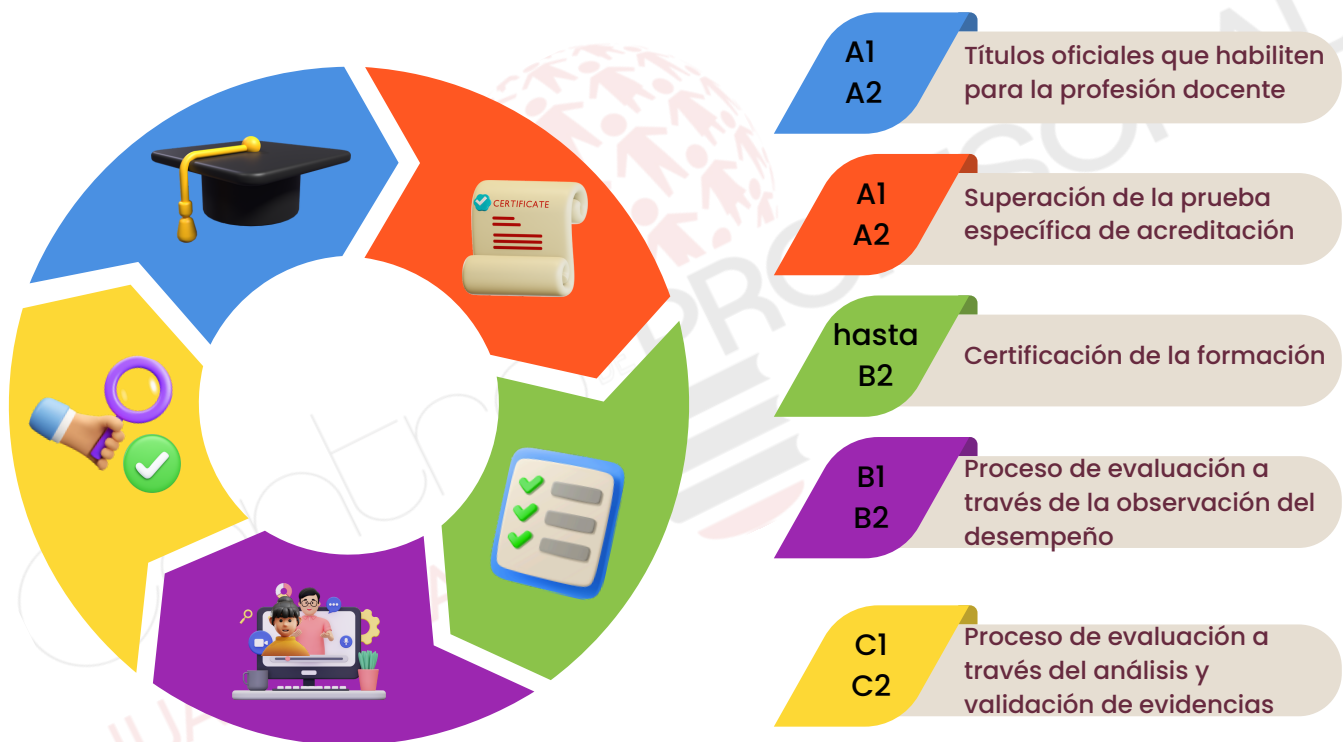 CERTIFICATE
A1
A2
Títulos oficiales que habiliten
para la profesión docente
A1
A2
Superación de la prueba
específica de acreditación
hasta
B2
Certificación de la formación
B1
B2
Proceso de evaluación a
través de la observación del
desempeño
C1
C2
Proceso de evaluación a
través del análisis y
validación de evidencias